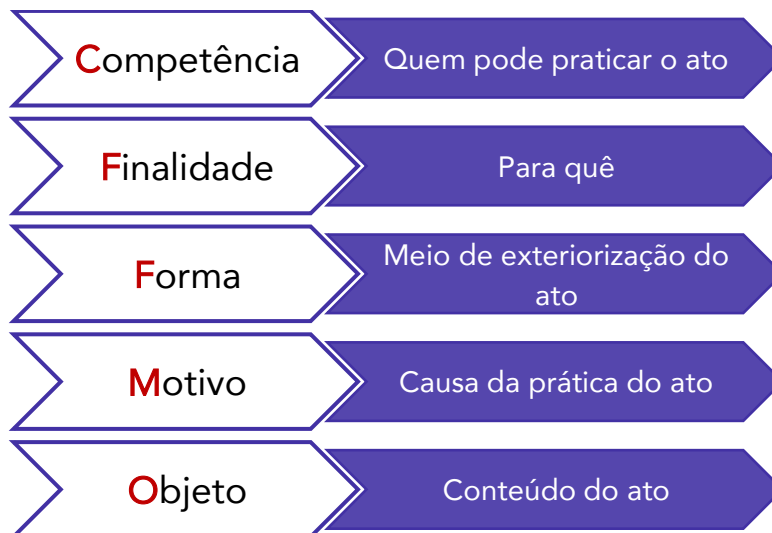 Competência
Quem pode praticar o ato
Finalidade
Para quê
Forma
Meio de exteriorização do
ato
Motivo
Causa da prática do ato
Objeto
Conteúdo do ato